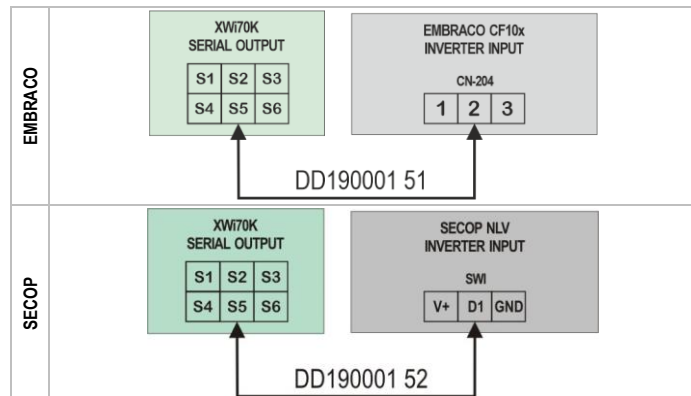 EMBRACO
XWi70K
SERIAL OUTPUT
S1 S2 S3
S4 S5 S6
EMBRACO CF10x
INVERTER INPUT
CN-204
1 2 3
DD190001 51
SECOP
XWi70K
SERIAL OUTPUT
S1 S2 S3
S4 S5 S6
SECOP NLV
INVERTER INPUT
SWI
V+ D1 GND
DD190001 52